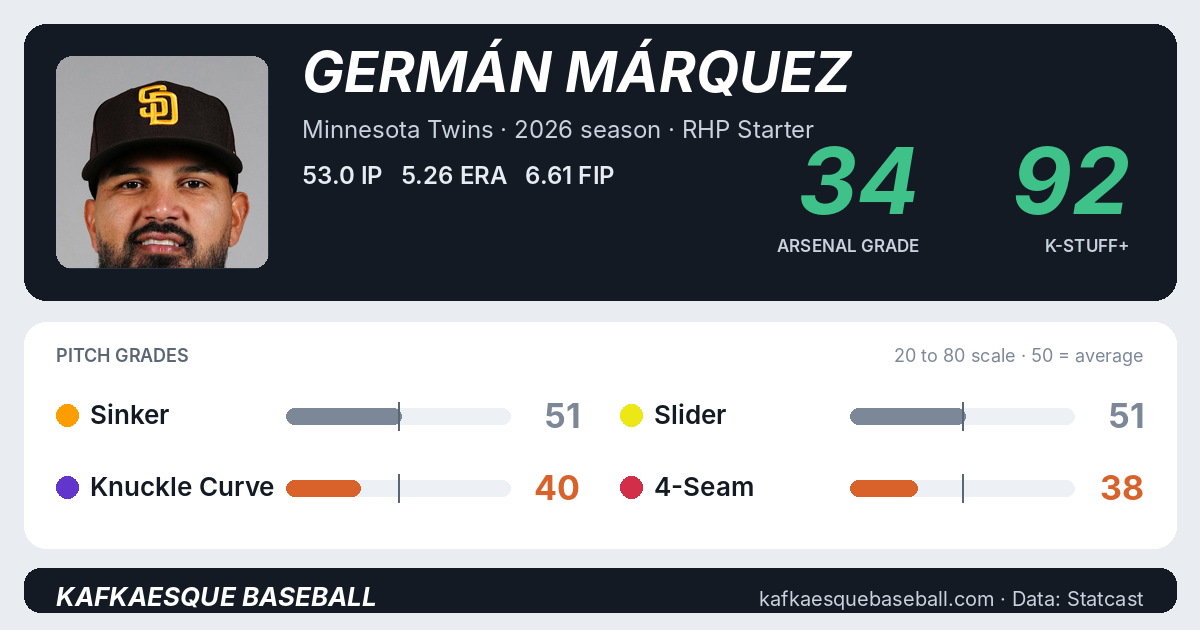 SD
GERMÁN MÁRQUEZ
Minnesota Twins · 2026 season · RHP Starter
53.0 IP 5.26 ERA 6.61 FIP
34 92
ARSENAL GRADE K-STUFF+
PITCH GRADES 20 to 80 scale · 50 = average
Sinker 51 Slider 51
Knuckle Curve 40 4-Seam 38
KAFKAESQUE BASEBALL kafkaesquebaseball.com · Data: Statcast